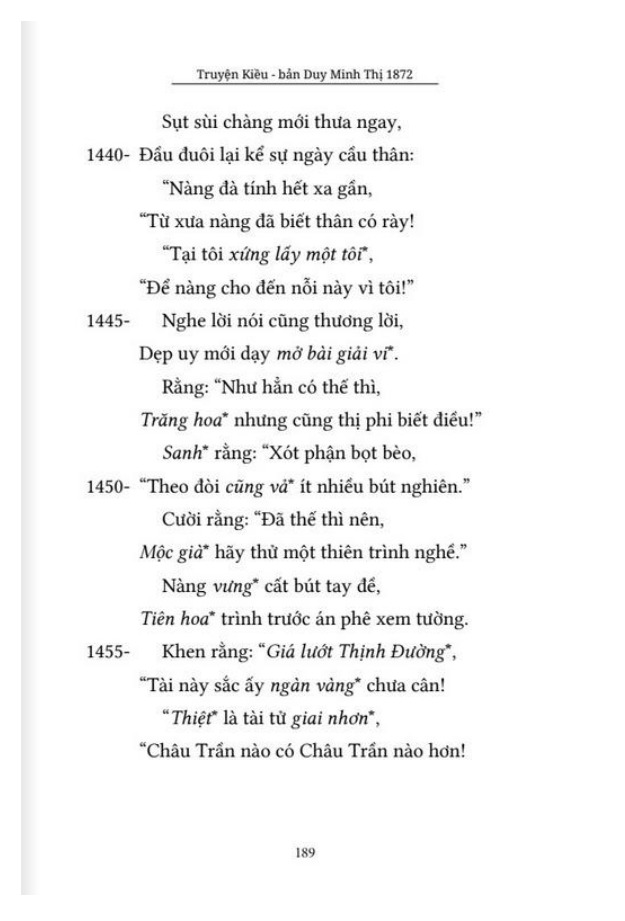 Truyện Kiều - bản Duy Minh Thị 1872
Sụt sùi chàng mới thưa ngay,
1440- Đầu đuôi lại kể sự ngày cầu thân:
“Nàng đà tính hết xa gần,
“Từ xưa nàng đã biết thân có rày!
“Tại tôi xứng lấy một tôi*,
“Để nàng cho đến nỗi này vì tôi!”
1445- Nghe lời nói cũng thương lời,
Dẹp uy mới dạy mở bài giải vi*.
Rằng: “Như hẳn có thế thì,
Trăng hoa* nhưng cũng thị phi biết điều!”
Sanh* rằng: “Xót phận bọt bèo,
1450- “Theo đòi cũng vả* ít nhiều bút nghiên.”
Cười rằng: “Đã thế thì nên,
Mộc già* hãy thử một thiên trình nghề.”
Nàng vưng* cất bút tay đề,
Tiên hoa* trình trước án phê xem tường.
1455- Khen rằng: “Giá lướt Thịnh Đường*,
“Tài này sắc ấy ngàn vàng* chưa cân!
“Thiệt* là tài tử giai nhơn*,
“Châu Trần nào có Châu Trần nào hơn!
189